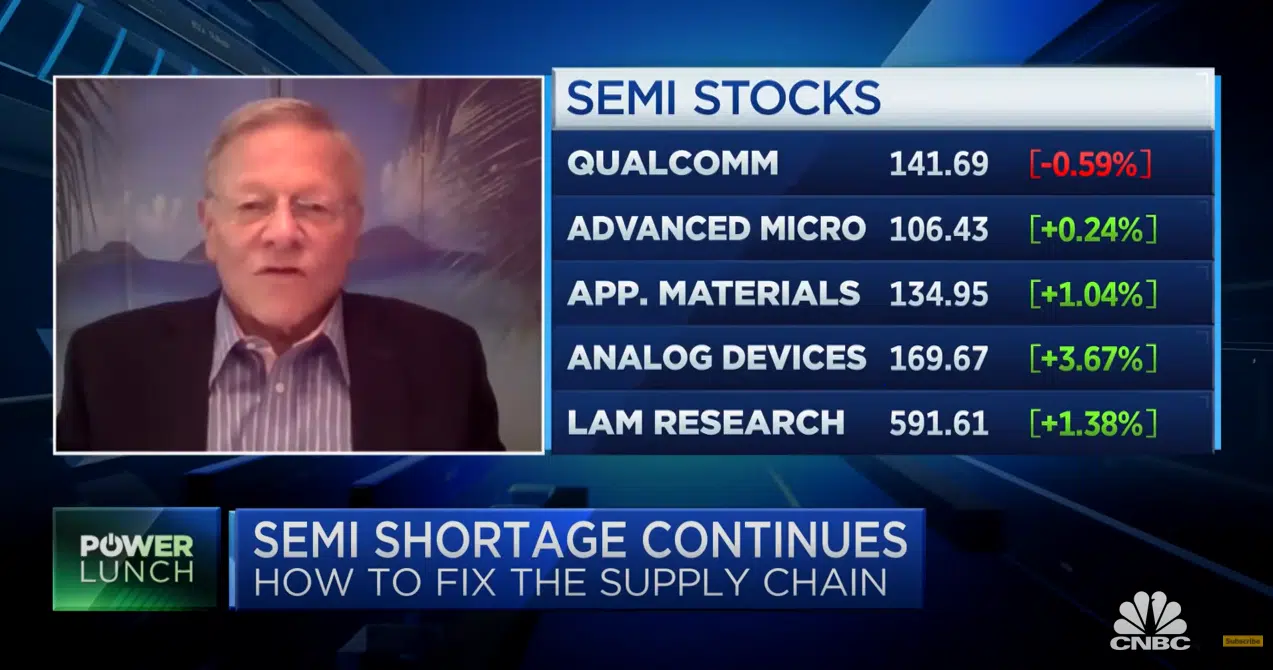 SEMI STOCKS
QUALCOMM 141.69 [-0.59%]
ADVANCED MICRO 106.43 [+0.24%]
APP. MATERIALS 134.95 [+1.04%]
ANALOG DEVICES 169.67 [+3.67%]
LAM RESEARCH 591.61 [+1.38%]
POWER
LUNCH
SEMI SHORTAGE CONTINUES
HOW TO FIX THE SUPPLY CHAIN
CNBC
Subscribe